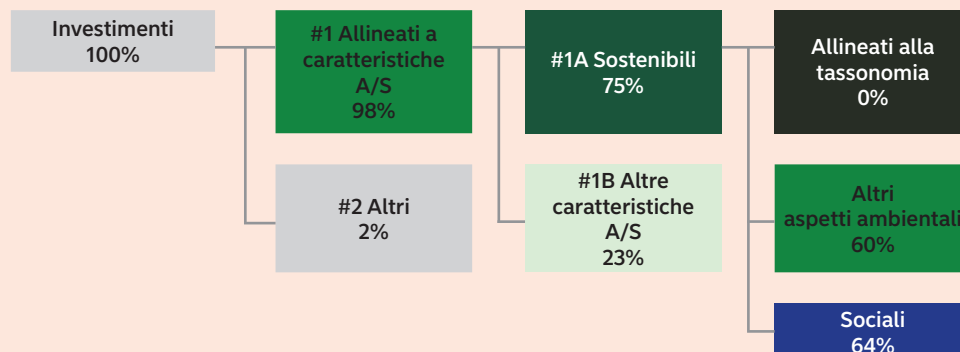 Investimenti
100%
#1 Allineati a
caratteristiche
A/S
98%
#1A Sostenibili
75%
Allineati alla
tassonomia
0%
#2 Altri
2%
#1B Altre
caratteristiche
A/S
23%
Altri
aspetti ambientali
60%
Sociali
64%